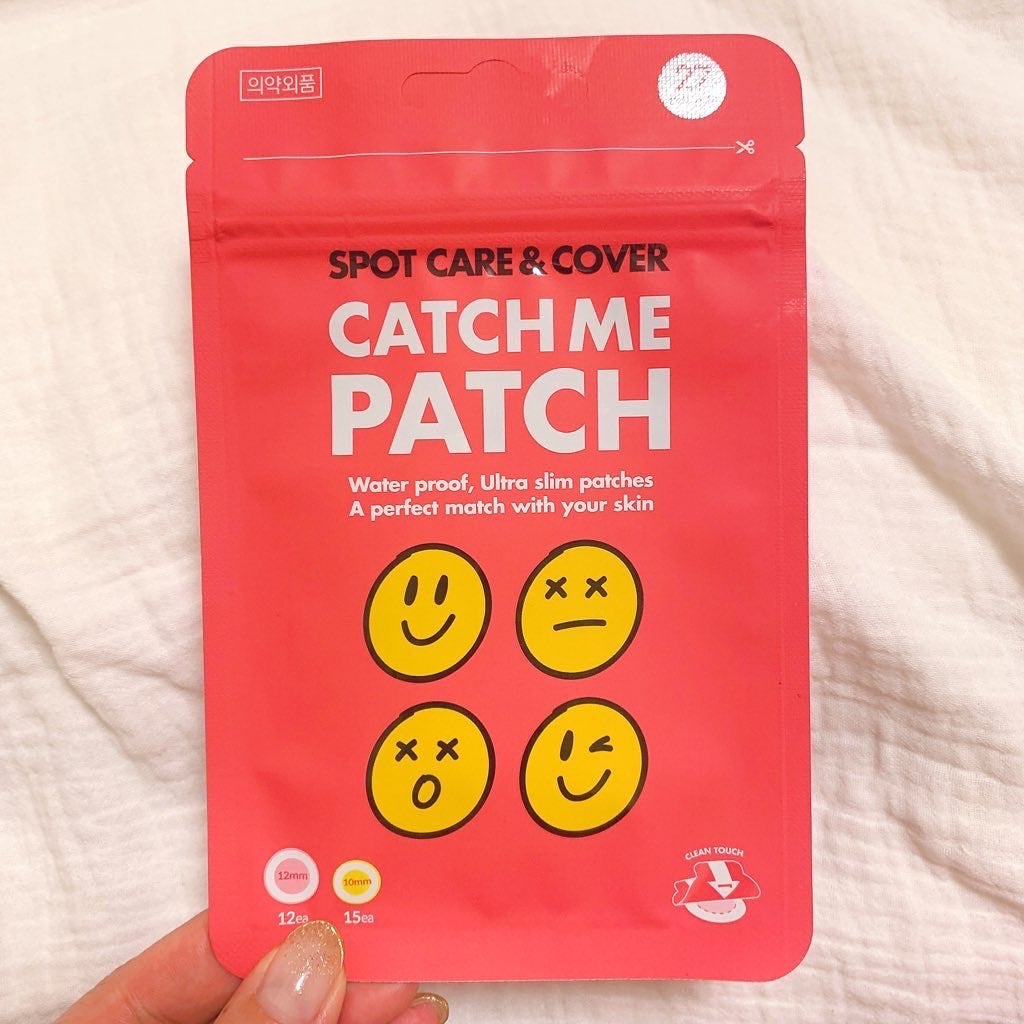 의약외품
27
SPOT CARE & COVER
CATCH ME
PATCH
Water proof, Ultra slim patches
A perfect match with your skin
CLEAN TOUCH
12mm
10mm
12ea
15ea